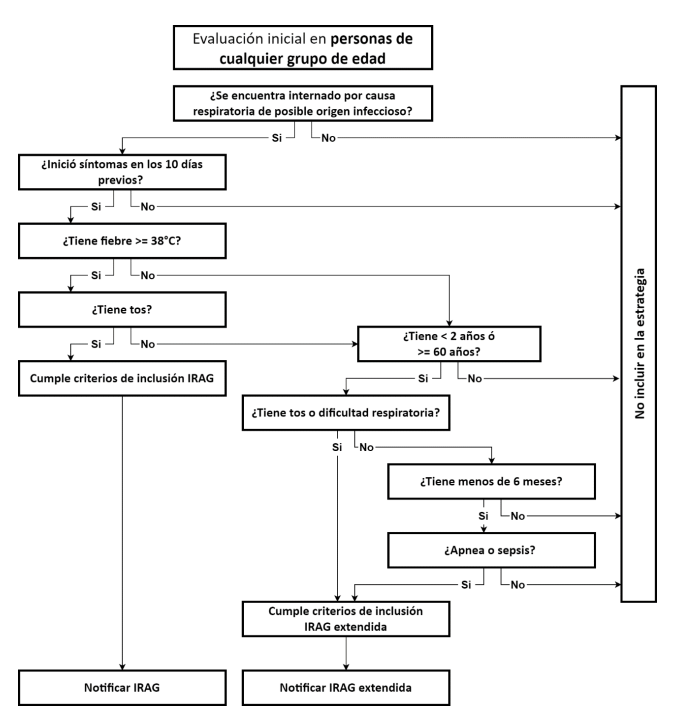 Evaluación inicial en personas de
cualquier grupo de edad
¿Se encuentra internado por causa
respiratoria de posible origen infeccioso?
Si
No
¿Inició síntomas en los 10 días
previos?
Si
No
¿Tiene fiebre >= 38°C?
Si
No
¿Tiene tos?
Si
No
¿Tiene < 2 años ó
>= 60 años?
Si
No
Cumple criterios de inclusión IRAG
¿Tiene tos o dificultad respiratoria?
Si
No
¿Tiene menos de 6 meses?
Si
No
¿Apnea o sepsis?
Si
No
Cumple criterios de inclusión
IRAG extendida
Notificar IRAG
Notificar IRAG extendida
No incluir en la estrategia